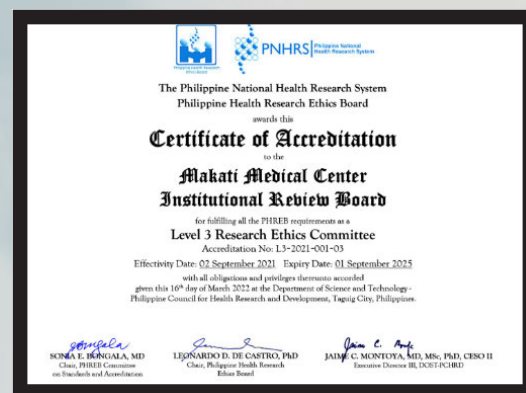 PNHRS Philippine National Health Research System
The Philippine National Health Research System
Philippine Health Research Ethics Board
awards this
Certificate of Accreditation
to the
Makati Medical Center
Institutional Review Board
for fulfilling all the PHREB requirements as a
Level 3 Research Ethics Committee
Accreditation No: L3-2021-001-03
Effectivity Date: 02 September 2021 Expiry Date: 01 September 2025
with all obligations and privileges thereunto accorded
given this 16th day of March 2022 at the Department of Science and Technology -
Philippine Council for Health Research and Development, Taguig City, Philippines.
SONIA E. BONGALA, MD
Chair, PHREB Committee
on Standards and Accreditation
LEONARDO D. DE CASTRO, PhD
Chair, Philippine Health Research
Ethics Board
JAIME C. MONTOYA, MD, MSc, PhD, CESO II
Executive Director III, DOST-PCHRD